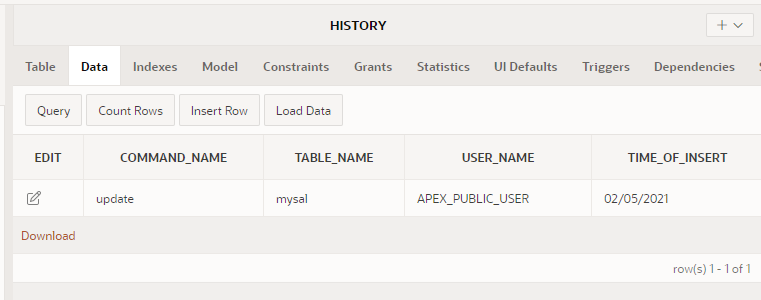 HISTORY
Table Data Indexes Model Constraints Grants Statistics UI Defaults Triggers Dependencies
Query Count Rows Insert Row Load Data
EDIT COMMAND_NAME TABLE_NAME USER_NAME TIME_OF_INSERT
update mysal APEX_PUBLIC_USER 02/05/2021
Download
row(s) 1 - 1 of 1